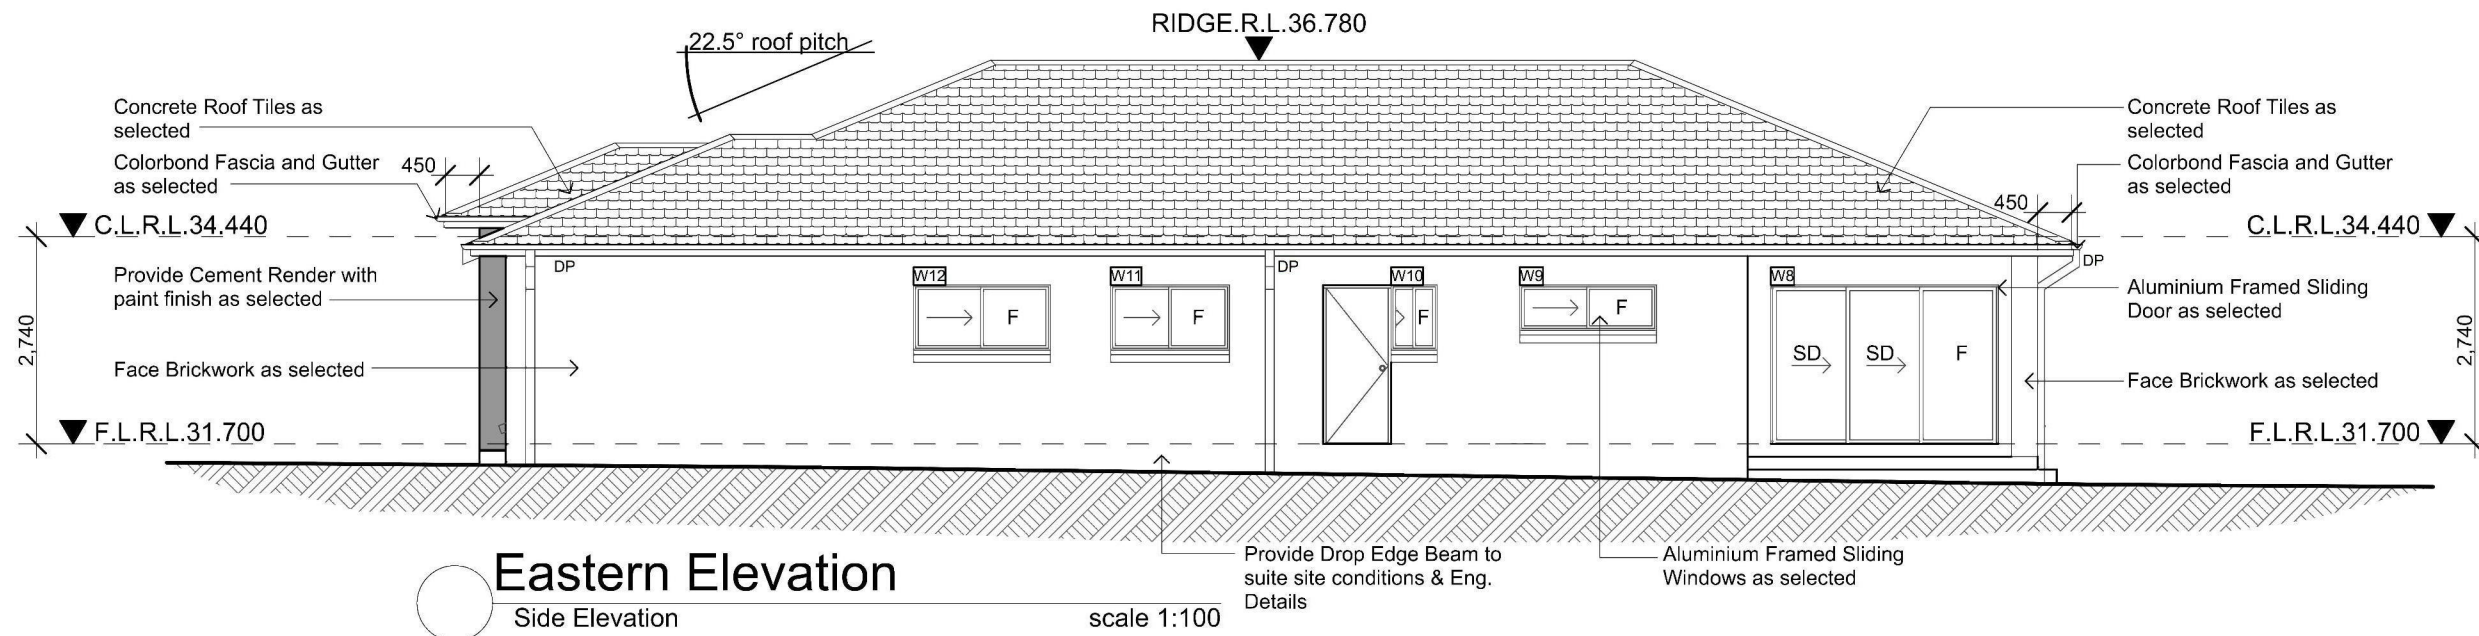 RIDGE.R.L.36.780
22.5° roof pitch
Concrete Roof Tiles as
selected
Colorbond Fascia and Gutter
as selected
450
C.L.R.L.34.440
Provide Cement Render with
paint finish as selected
2,740
Face Brickwork as selected
F.L.R.L.31.700
DP
W12
F
W11
F
DP
W10
F
W9
F
W8
SD
SD
F
DP
Concrete Roof Tiles as
selected
Colorbond Fascia and Gutter
as selected
450
C.L.R.L.34.440
Aluminium Framed Sliding
Door as selected
2,740
Face Brickwork as selected
F.L.R.L.31.700
Provide Drop Edge Beam to
suite site conditions & Eng.
Details
Aluminium Framed Sliding
Windows as selected
Eastern Elevation
Side Elevation
scale 1:100